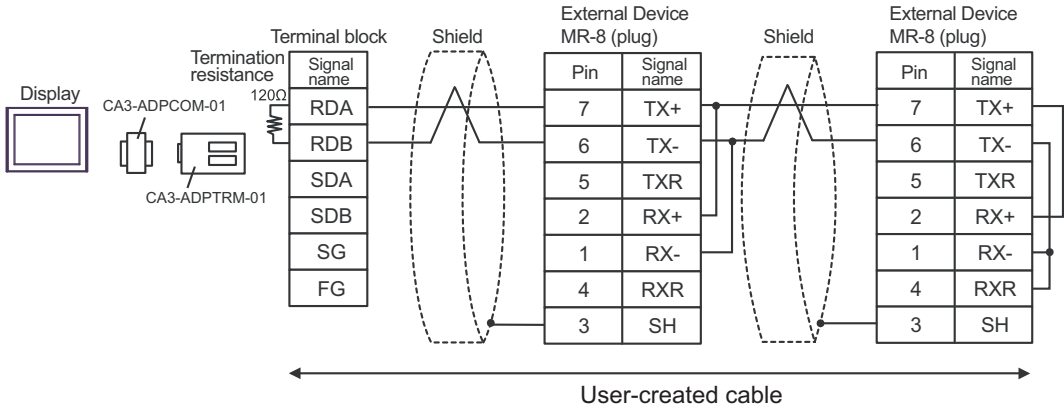 Display
CA3-ADPCOM-01
CA3-ADPTRM-01
Termination
resistance
120Ω
Terminal block
Signal
name
RDA
RDB
SDA
SDB
SG
FG
Shield
External Device
MR-8 (plug)
Pin Signal
name
7 TX+
6 TX-
5 TXR
2 RX+
1 RX-
4 RXR
3 SH
Shield
External Device
MR-8 (plug)
Pin Signal
name
7 TX+
6 TX-
5 TXR
2 RX+
1 RX-
4 RXR
3 SH
User-created cable